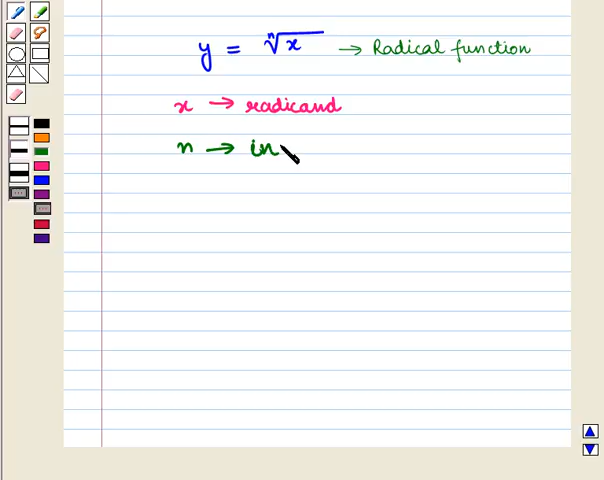 y = ⁿ√x → Radical function
x → radicand
n → in